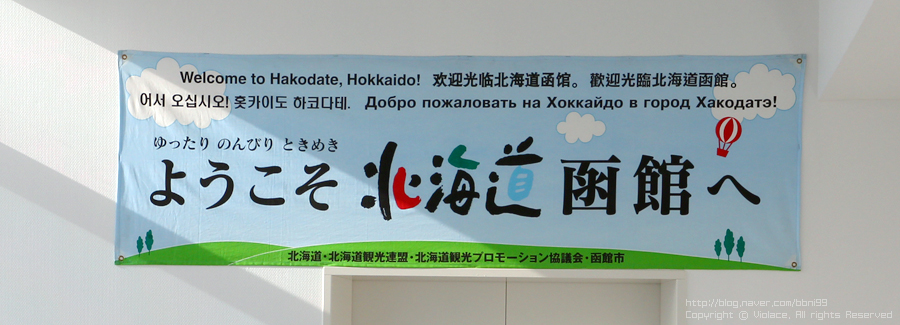 Welcome to Hakodate, Hokkaido! 欢迎光临北海道函馆。 歡迎光臨北海道函館。
어서 오십시오! 홋카이도 하코다테. Добро пожаловать на Хоккайдо в город Хакодатэ!
ゆったり のんびり ときめき
ようこそ 北海道 函館へ
北海道・北海道観光連盟・北海道観光プロモーション協議会・函館市
http://blog.naver.com/bbni99
Copyright © Violace, All rights Reserved